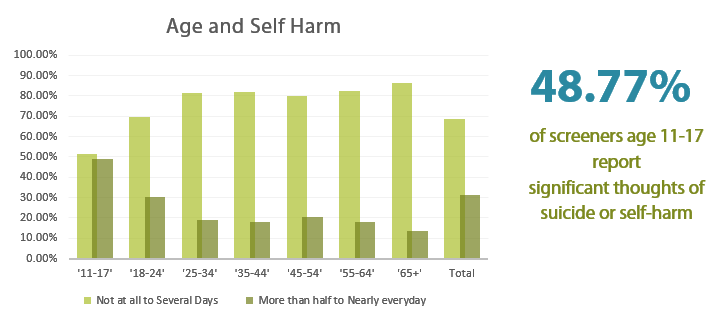 Age and Self Harm
100.00%
90.00%
80.00%
70.00%
60.00%
50.00%
40.00%
30.00%
20.00%
10.00%
0.00%
'11-17' '18-24' '25-34' '35-44' '45-54' '55-64' '65+' Total
Not at all to Several Days More than half to Nearly everyday
48.77%
of screeners age 11-17
report
significant thoughts of
suicide or self-harm